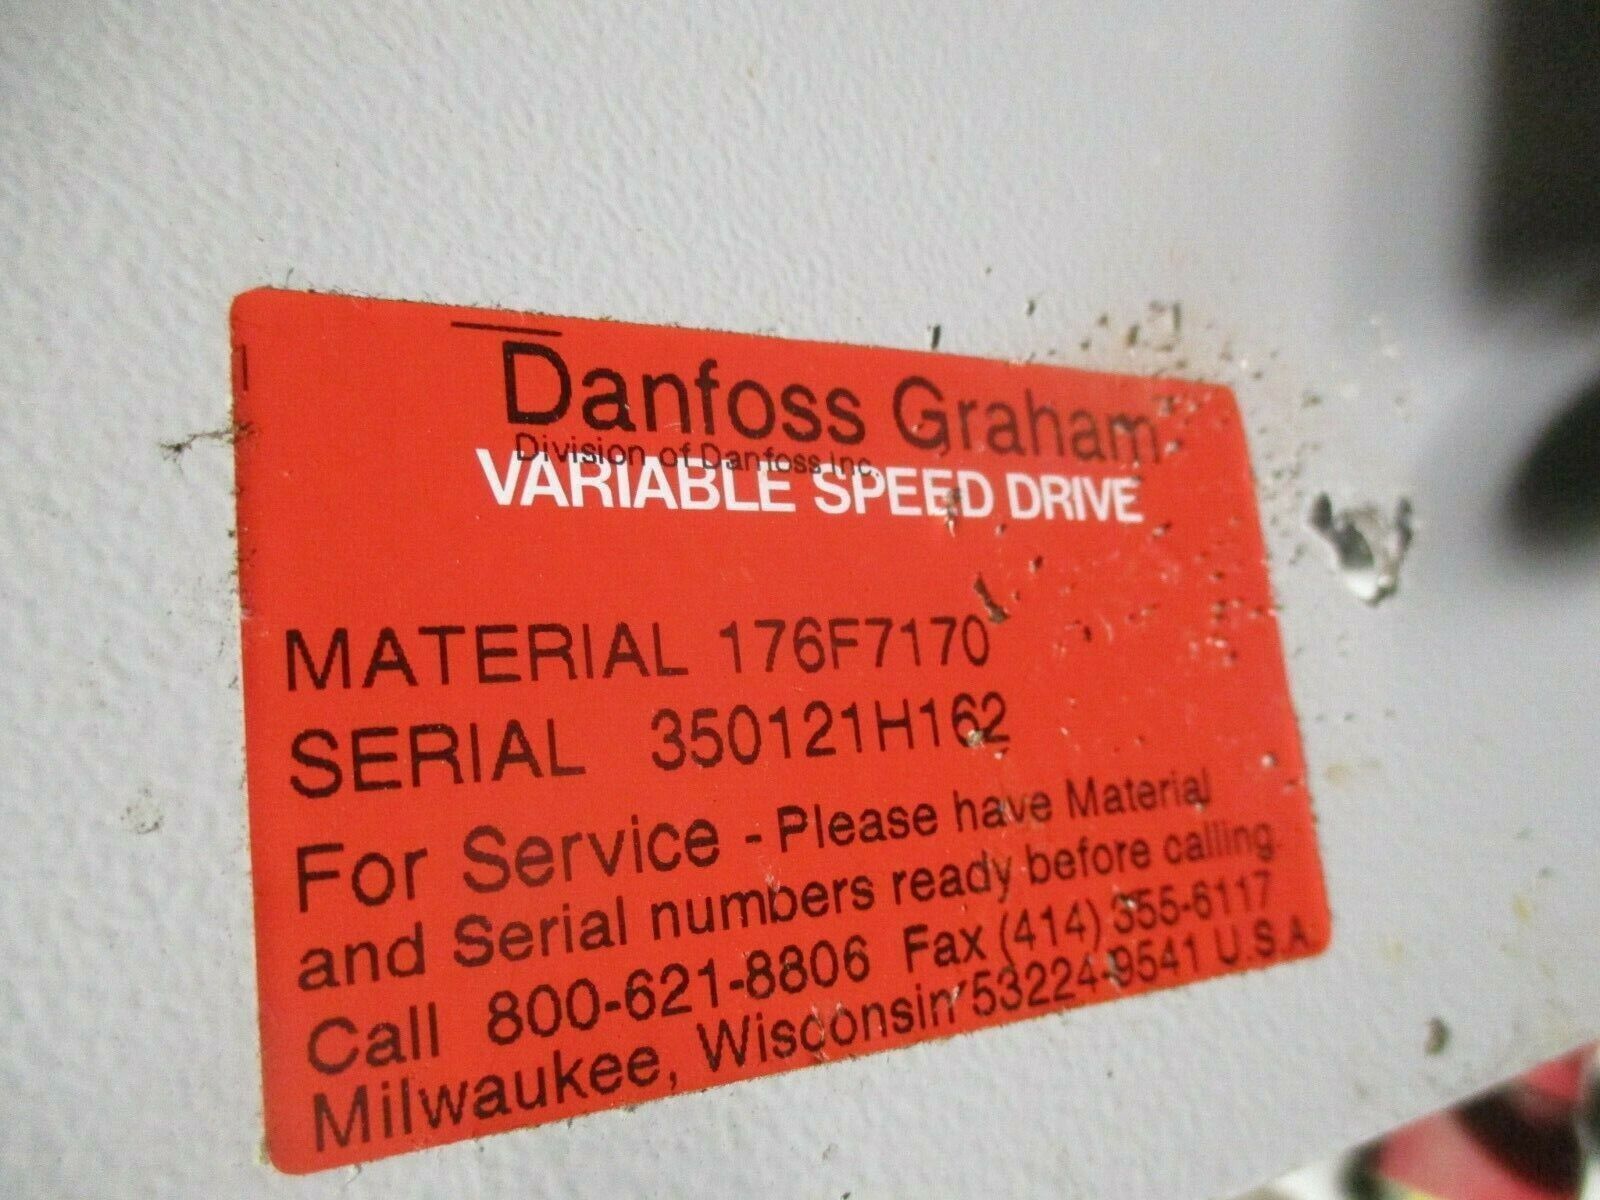 Danfoss Graham
Division of Danfoss Inc.
VARIABLE SPEED DRIVE
MATERIAL 176F7170
SERIAL 350121H162
For Service - Please have Material
and Serial numbers ready before calling.
Call 800-621-8806 Fax (414) 355-6117
Milwaukee, Wisconsin 53224-9541 U.S.A.